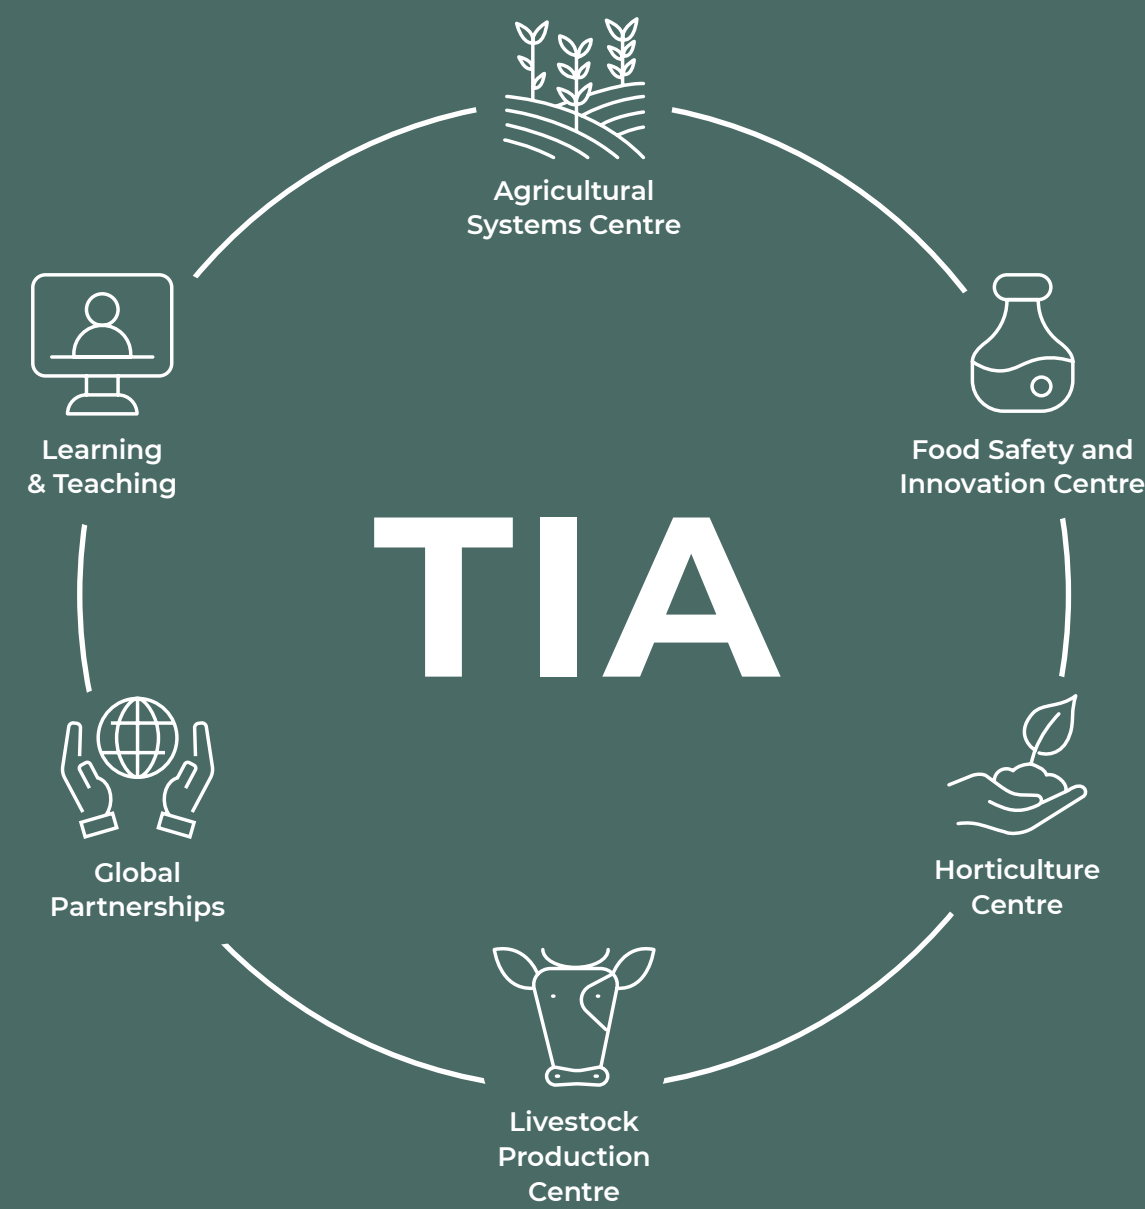 Agricultural
Systems Centre
Learning
& Teaching
Food Safety and
Innovation Centre
TIA
Global
Partnerships
Horticulture
Centre
Livestock
Production
Centre